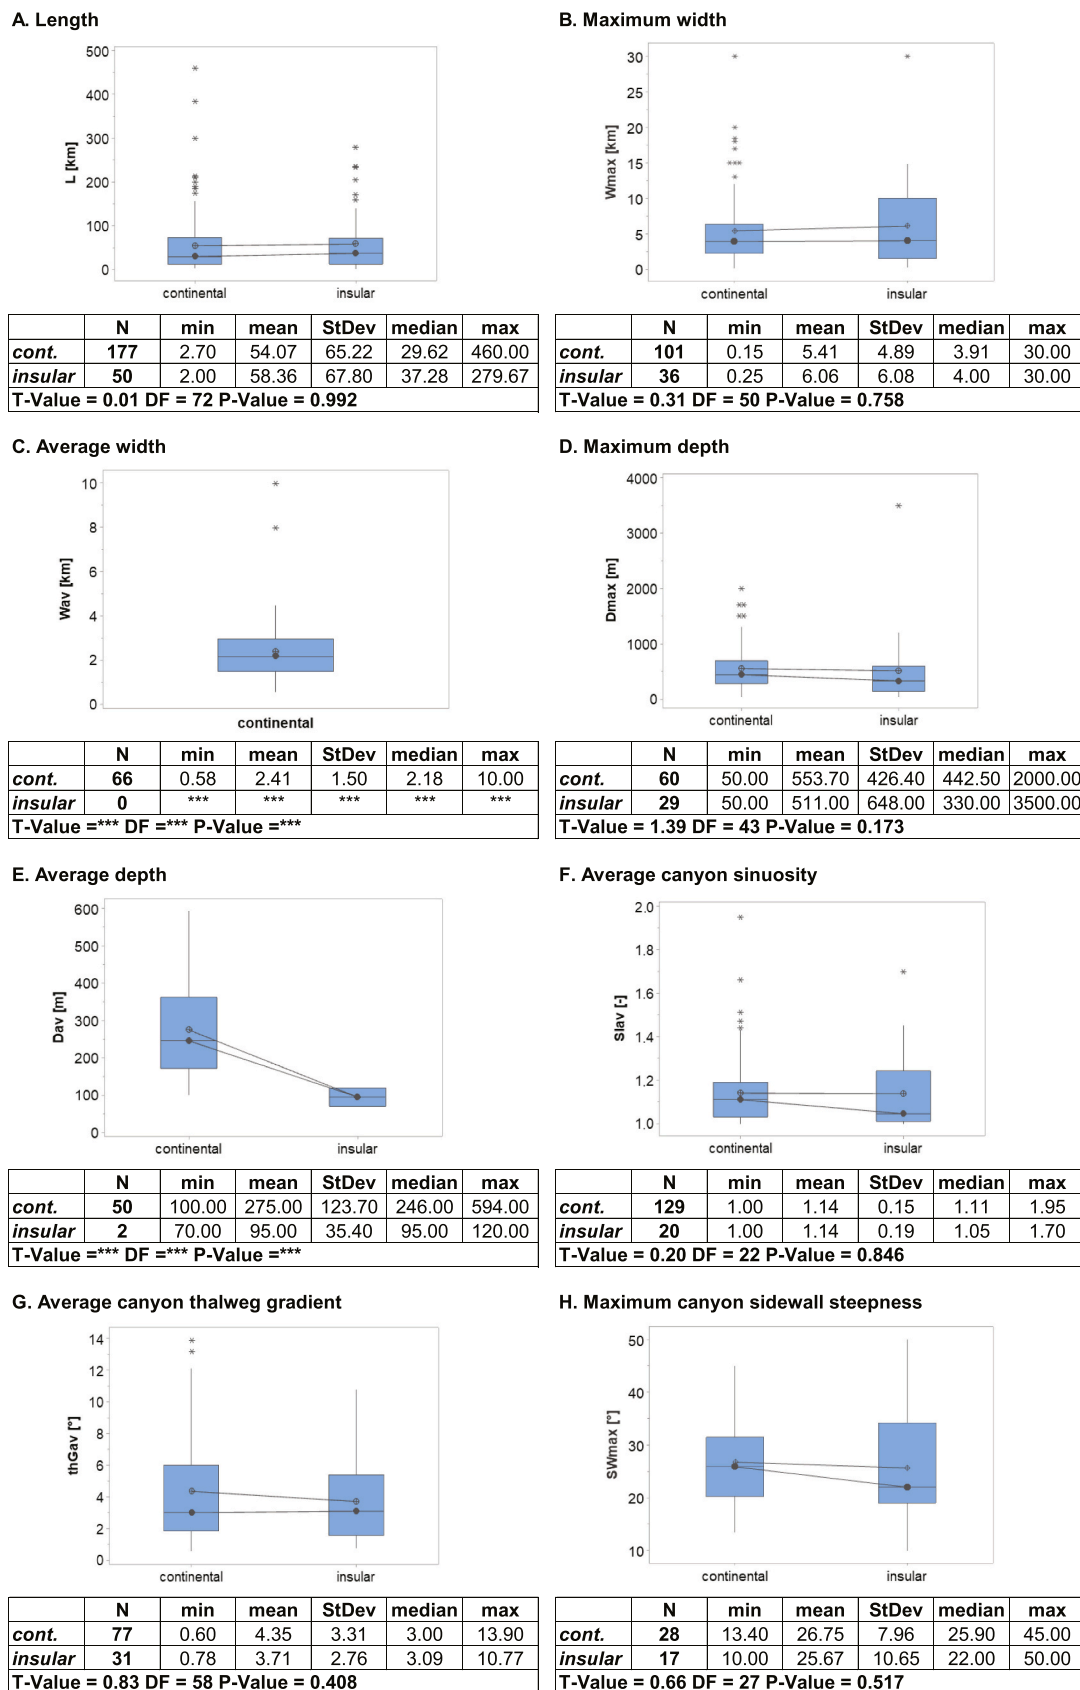 A. Length
500
400
300
200
100
0
L [km]
continental insular
N min mean StDev median max
cont. 177 2.70 54.07 65.22 29.62 460.00
insular 50 2.00 58.36 67.80 37.28 279.67
T-Value = 0.01 DF = 72 P-Value = 0.992
B. Maximum width
30
25
20
15
10
5
0
Wmax [km]
continental insular
N min mean StDev median max
cont. 101 0.15 5.41 4.89 3.91 30.00
insular 36 0.25 6.06 6.08 4.00 30.00
T-Value = 0.31 DF = 50 P-Value = 0.758
C. Average width
10
8
6
4
2
0
Wav [km]
continental
N min mean StDev median max
cont. 66 0.58 2.41 1.50 2.18 10.00
insular 0 *** *** *** *** ***
T-Value =*** DF =*** P-Value =***
D. Maximum depth
4000
3000
2000
1000
0
Dmax [m]
continental insular
N min mean StDev median max
cont. 60 50.00 553.70 426.40 442.50 2000.00
insular 29 50.00 511.00 648.00 330.00 3500.00
T-Value = 1.39 DF = 43 P-Value = 0.173
E. Average depth
600
500
400
300
200
100
0
Dav [m]
continental insular
N min mean StDev median max
cont. 50 100.00 275.00 123.70 246.00 594.00
insular 2 70.00 95.00 35.40 95.00 120.00
T-Value =*** DF =*** P-Value =***
F. Average canyon sinuosity
2.0
1.8
1.6
1.4
1.2
1.0
SIav [-]
continental insular
N min mean StDev median max
cont. 129 1.00 1.14 0.15 1.11 1.95
insular 20 1.00 1.14 0.19 1.05 1.70
T-Value = 0.20 DF = 22 P-Value = 0.846
G. Average canyon thalweg gradient
14
12
10
8
6
4
2
0
thGav [°]
continental insular
N min mean StDev median max
cont. 77 0.60 4.35 3.31 3.00 13.90
insular 31 0.78 3.71 2.76 3.09 10.77
T-Value = 0.83 DF = 58 P-Value = 0.408
H. Maximum canyon sidewall steepness
50
40
30
20
10
SWmax [°]
continental insular
N min mean StDev median max
cont. 28 13.40 26.75 7.96 25.90 45.00
insular 17 10.00 25.67 10.65 22.00 50.00
T-Value = 0.66 DF = 27 P-Value = 0.517